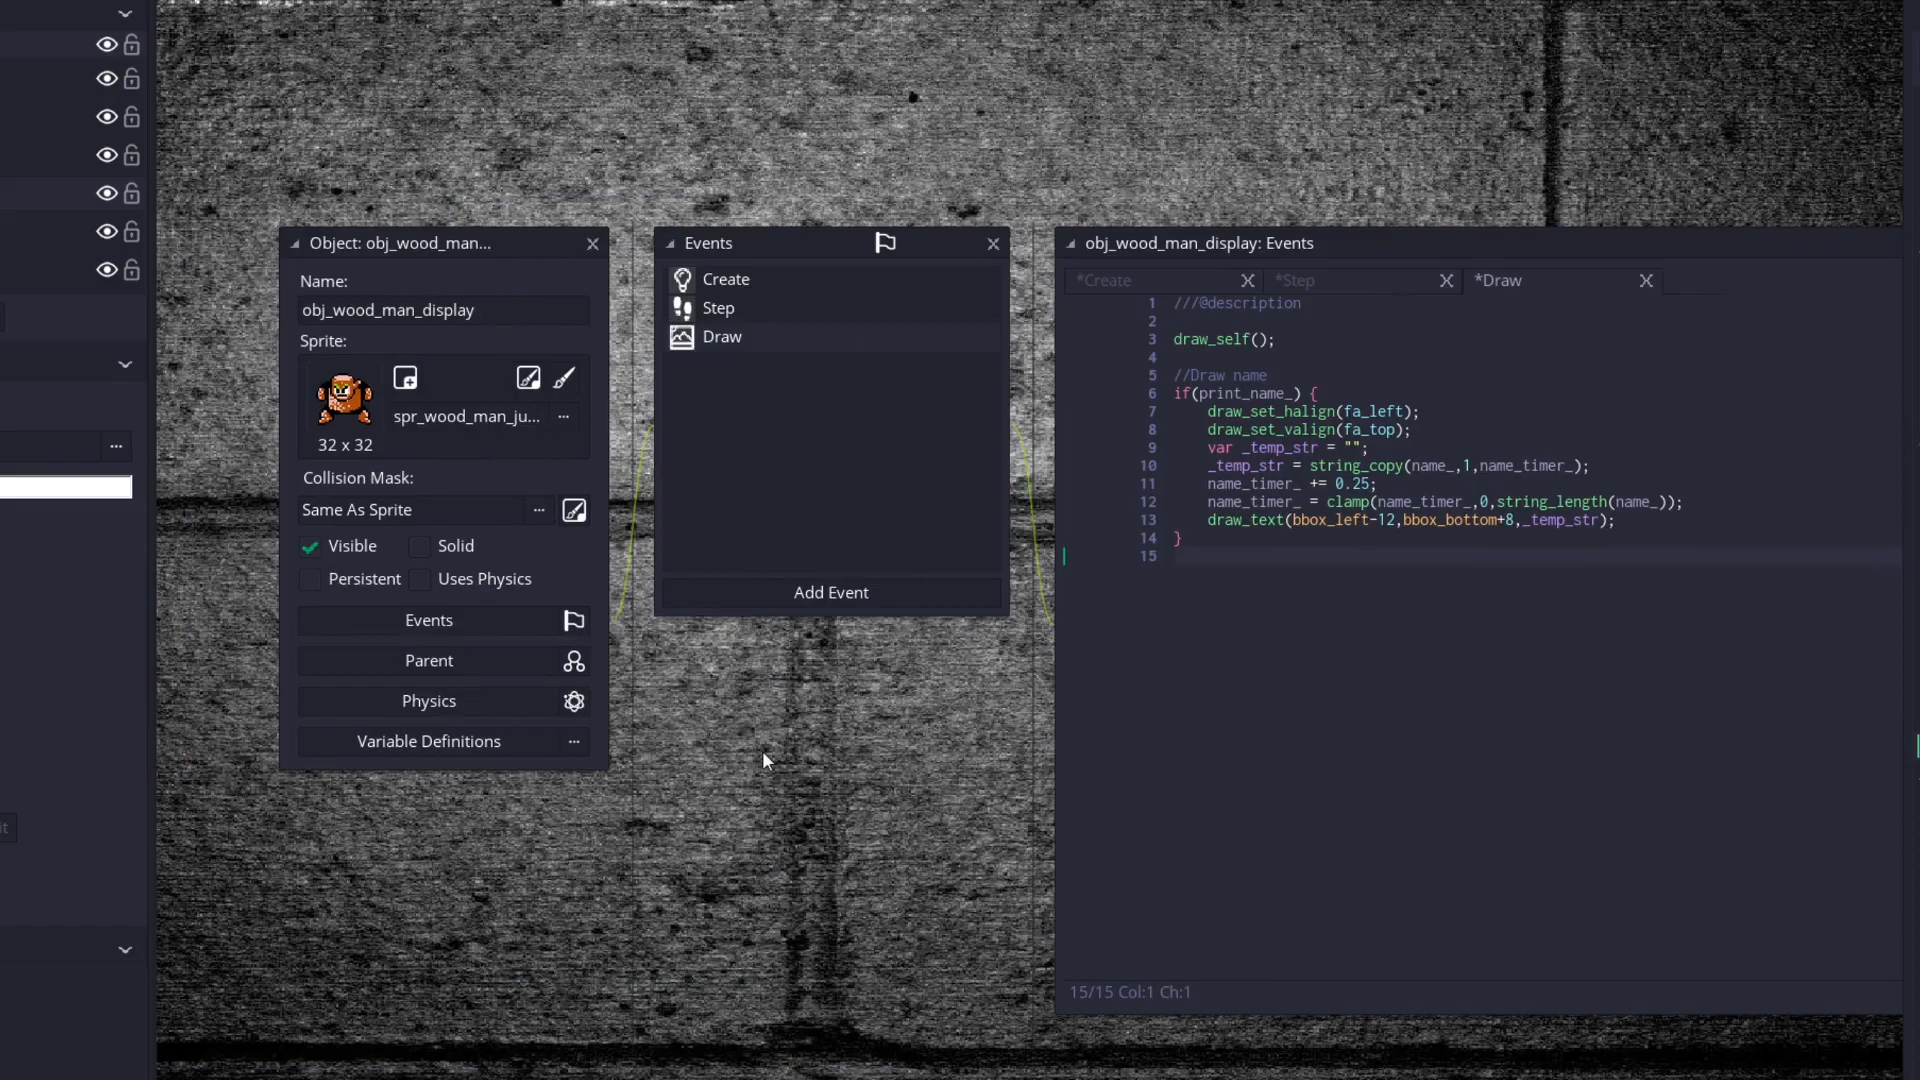 Object: obj_wood_man...
Name:
obj_wood_man_display
Sprite:
spr_wood_man_ju...
32 x 32
Collision Mask:
Same As Sprite
Visible
Solid
Persistent
Uses Physics
Events
Parent
Physics
Variable Definitions
Events
Create
Step
Draw
Add Event
obj_wood_man_display: Events
*Create
*Step
*Draw
1 ///@description
2
3 draw_self();
4
5 //Draw name
6 if(print_name_) {
7 draw_set_halign(fa_left);
8 draw_set_valign(fa_top);
9 var _temp_str = "";
10 _temp_str = string_copy(name_,1,name_timer_);
11 name_timer_ += 0.25;
12 name_timer_ = clamp(name_timer_,0,string_length(name_));
13 draw_text(bbox_left-12,bbox_bottom+8,_temp_str);
14 }
15
15/15 Col:1 Ch:1